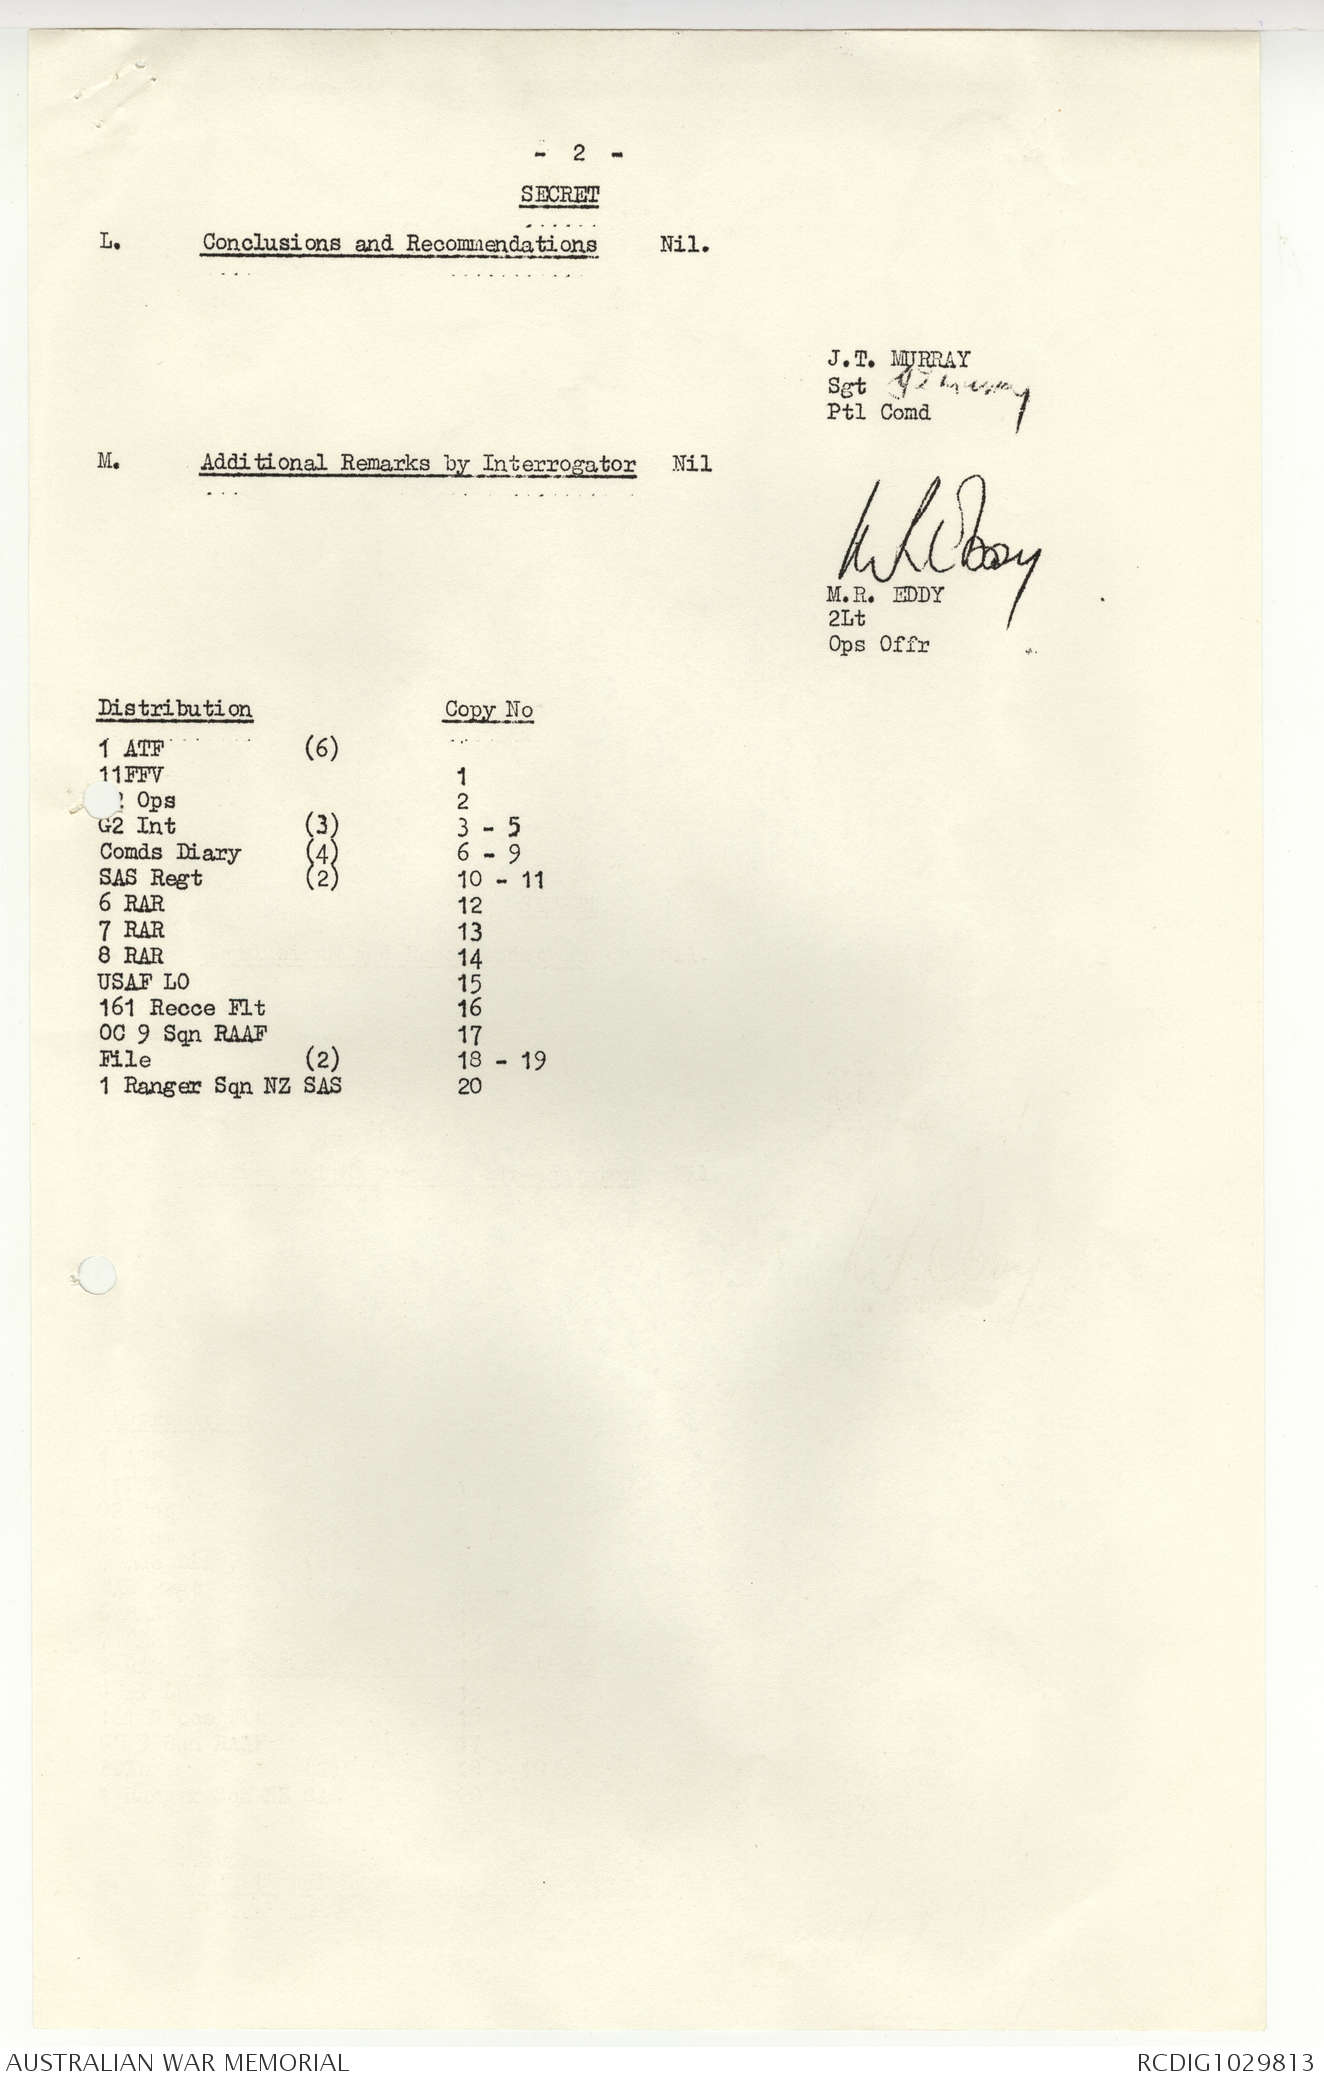 - 2 -
SECRET
L. Conclusions and Recommendations Nil.
J.T. MURRAY
Sgt
Ptl Comd
M. Additional Remarks by Interrogator Nil
M.R. EDDY
2Lt
Ops Offr
Distribution Copy No
1 ATF (6)
11FFV 1
2 Ops 2
G2 Int (3) 3 - 5
Comds Diary (4) 6 - 9
SAS Regt (2) 10 - 11
6 RAR 12
7 RAR 13
8 RAR 14
USAF LO 15
161 Recce Flt 16
OC 9 Sqn RAAF 17
File (2) 18 - 19
1 Ranger Sqn NZ SAS 20
AUSTRALIAN WAR MEMORIAL RCDIG1029813